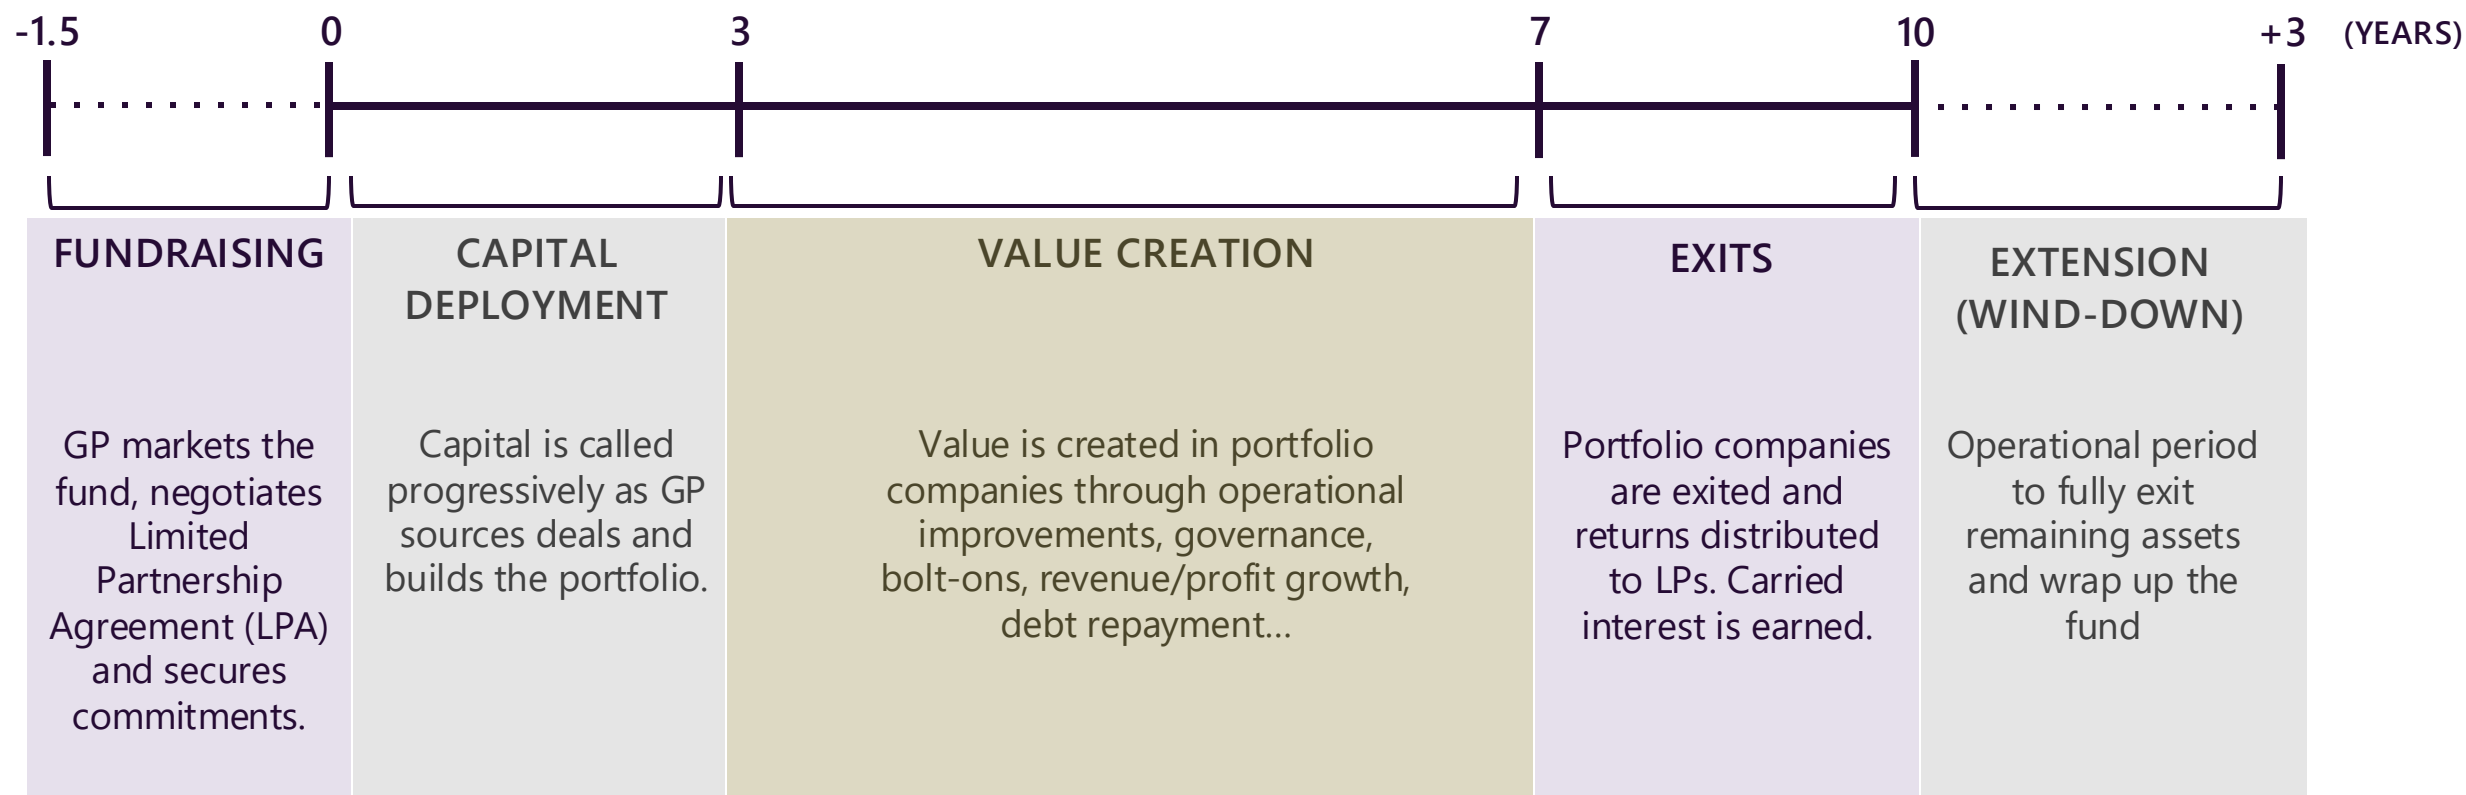 -1.5 0 3 7 10 +3 (YEARS)
FUNDRAISING
GP markets the
fund, negotiates
Limited
Partnership
Agreement (LPA)
and secures
commitments.
CAPITAL
DEPLOYMENT
Capital is called
progressively as GP
sources deals and
builds the portfolio.
VALUE CREATION
Value is created in portfolio
companies through operational
improvements, governance,
bolt-ons, revenue/profit growth,
debt repayment...
EXITS
Portfolio companies
are exited and
returns distributed
to LPs. Carried
interest is earned.
EXTENSION
(WIND-DOWN)
Operational period
to fully exit
remaining assets
and wrap up the
fund